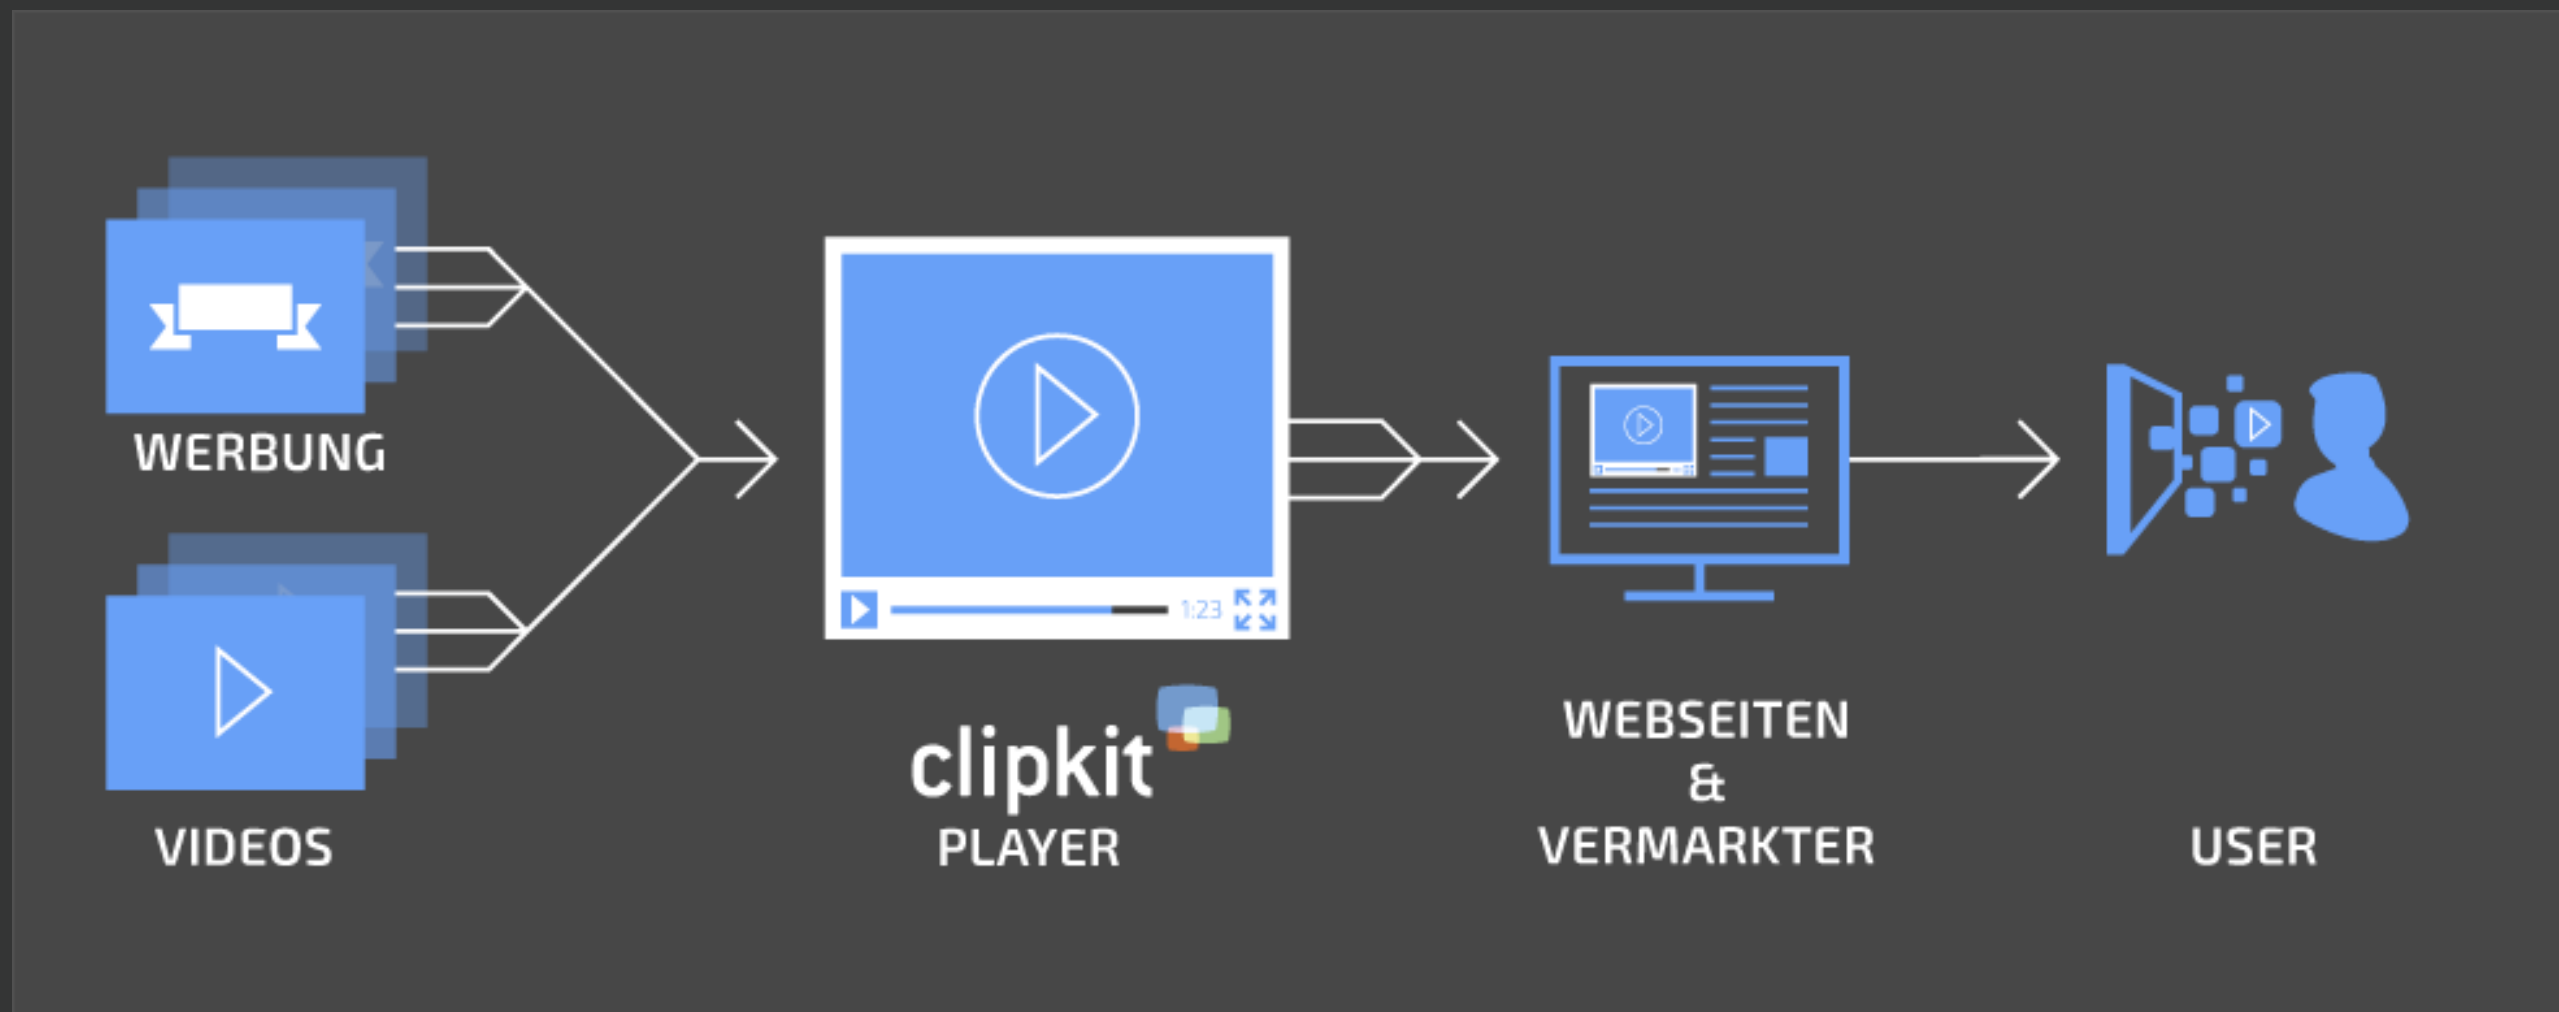 WERBUNG
VIDEOS
1:23
clipkit
PLAYER
WEBSEITEN
&
VERMARKTER
USER